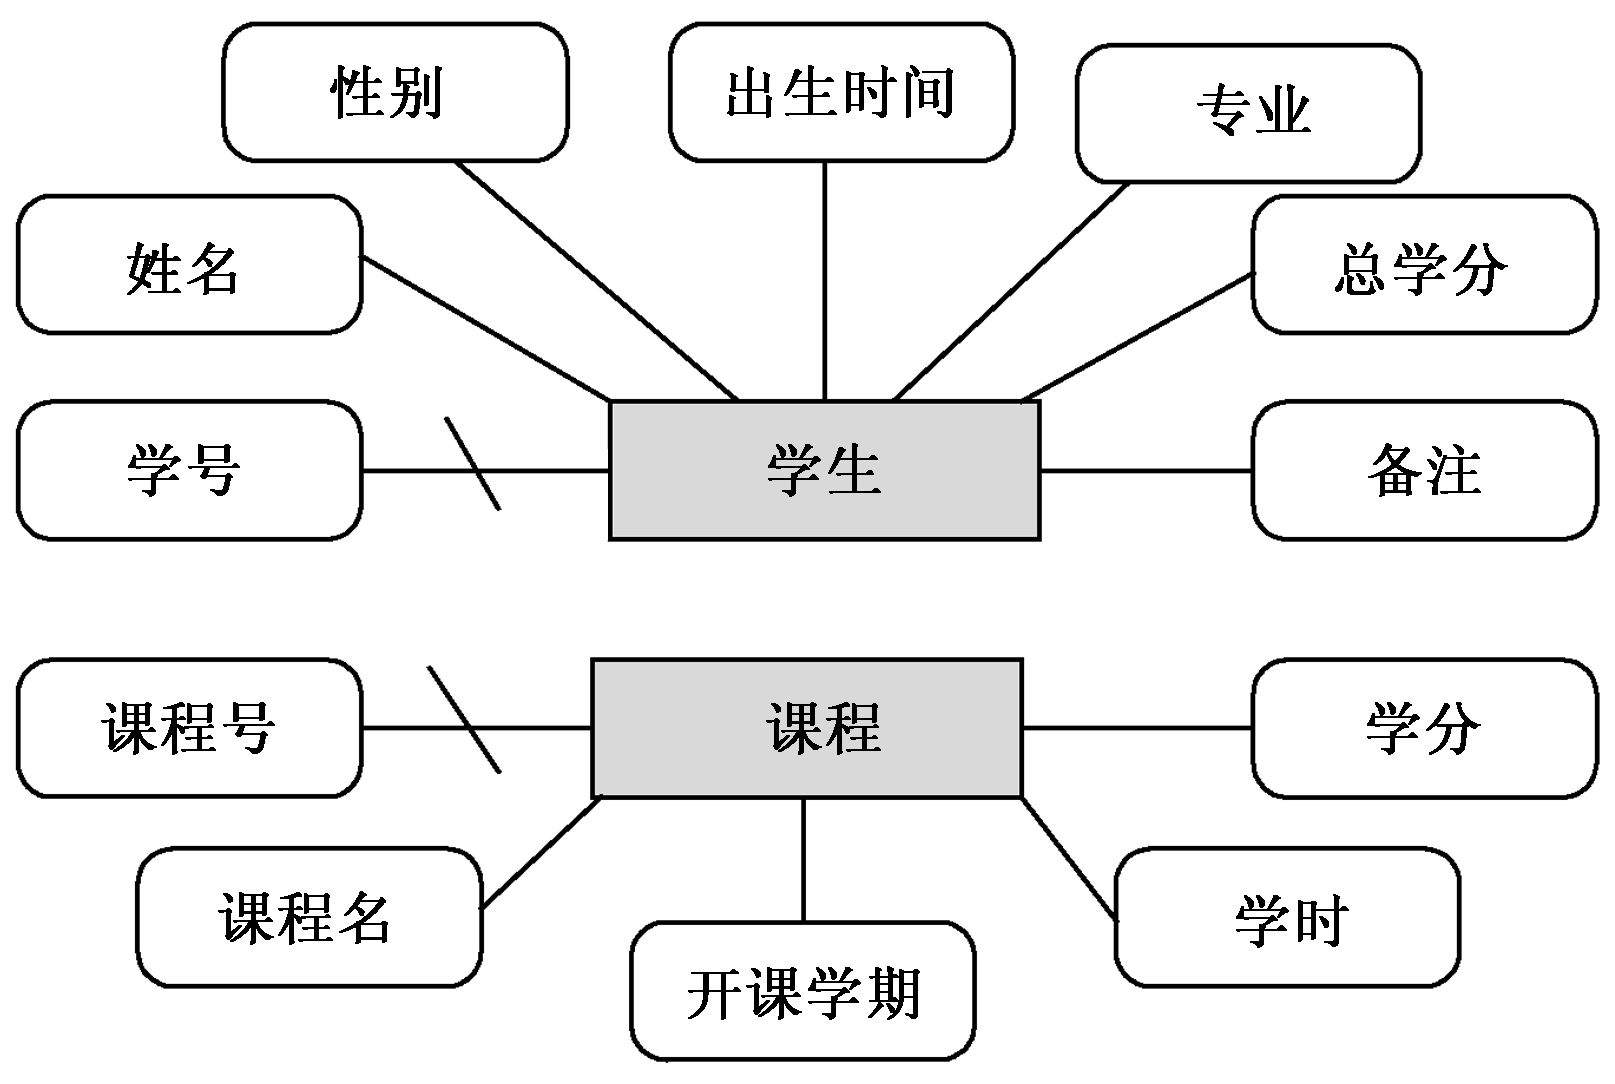 性别
出生时间
专业
姓名
总学分
学号
学生
备注
课程号
课程
学分
课程名
学时
开课学期